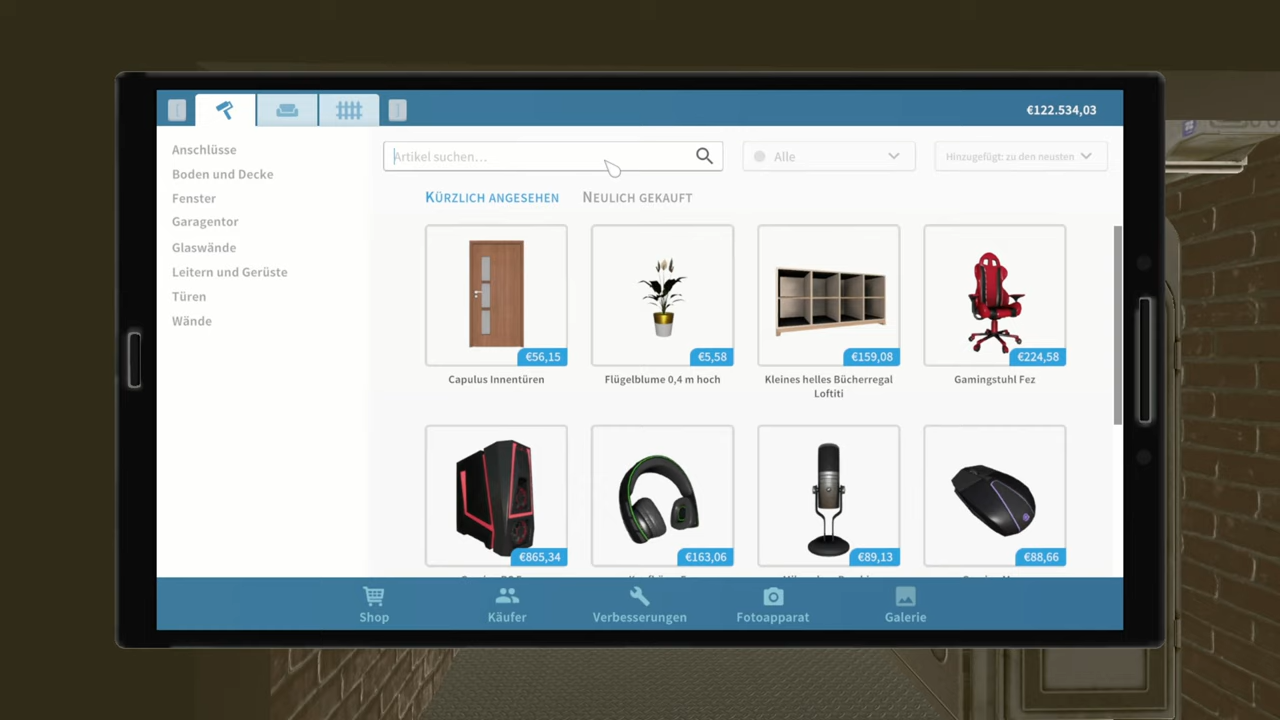 €122.534,03
Artikel suchen...
Alle
Hinzugefügt: zu den neusten
Anschlüsse
Boden und Decke
Fenster
Garagentor
Glaswände
Leitern und Gerüste
Türen
Wände
KÜRZLICH ANGESEHEN
NEULICH GEKAUFT
€56,15
€5,58
€159,08
€224,58
Capulus Innentüren
Flügelblume 0,4 m hoch
Kleines helles Bücherregal
Loftiti
Gamingstuhl Fez
€865,34
€163,06
€89,13
€88,66
Shop
Käufer
Verbesserungen
Fotoapparat
Galerie